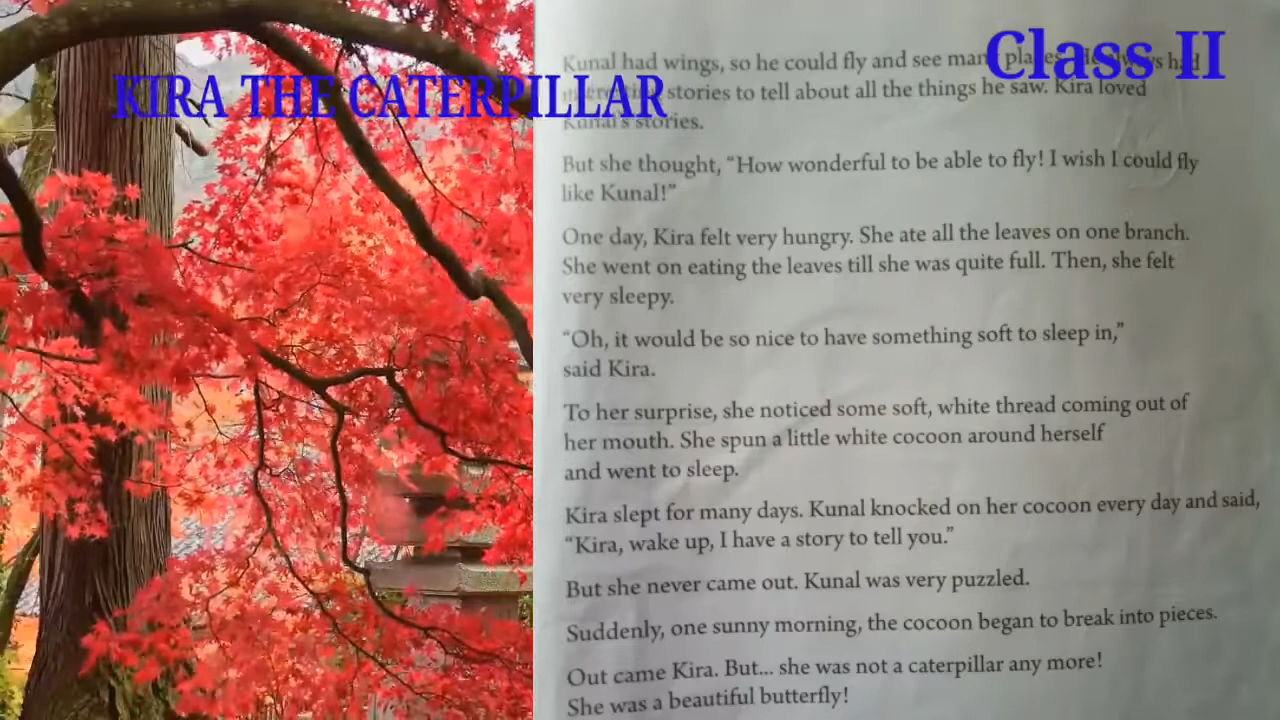 KIRA THE CATERPILLAR
Class II
Kunal had wings, so he could fly and see many places. He always had
stories to tell about all the things he saw. Kira loved
Kunal's stories.
But she thought, “How wonderful to be able to fly! I wish I could fly
like Kunal!”
One day, Kira felt very hungry. She ate all the leaves on one branch.
She went on eating the leaves till she was quite full. Then, she felt
very sleepy.
“Oh, it would be so nice to have something soft to sleep in,”
said Kira.
To her surprise, she noticed some soft, white thread coming out of
her mouth. She spun a little white cocoon around herself
and went to sleep.
Kira slept for many days. Kunal knocked on her cocoon every day and said,
“Kira, wake up, I have a story to tell you.”
But she never came out. Kunal was very puzzled.
Suddenly, one sunny morning, the cocoon began to break into pieces.
Out came Kira. But... she was not a caterpillar any more!
She was a beautiful butterfly!